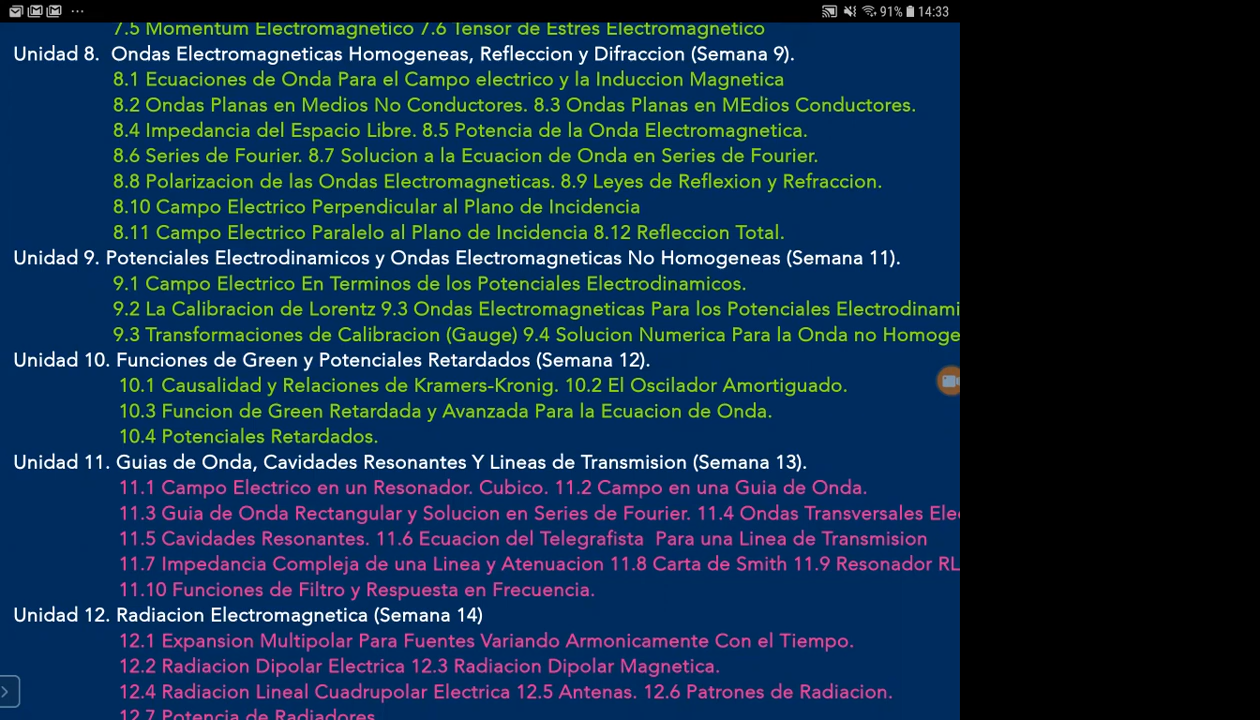 91% 14:33
7.5 Momentum Electromagnetico 7.6 Tensor de Estres Electromagnetico
Unidad 8. Ondas Electromagneticas Homogeneas, Refleccion y Difraccion (Semana 9).
8.1 Ecuaciones de Onda Para el Campo electrico y la Induccion Magnetica
8.2 Ondas Planas en Medios No Conductores. 8.3 Ondas Planas en MEdios Conductores.
8.4 Impedancia del Espacio Libre. 8.5 Potencia de la Onda Electromagnetica.
8.6 Series de Fourier. 8.7 Solucion a la Ecuacion de Onda en Series de Fourier.
8.8 Polarizacion de las Ondas Electromagneticas. 8.9 Leyes de Reflexion y Refraccion.
8.10 Campo Electrico Perpendicular al Plano de Incidencia
8.11 Campo Electrico Paralelo al Plano de Incidencia 8.12 Refleccion Total.
Unidad 9. Potenciales Electrodinamicos y Ondas Electromagneticas No Homogeneas (Semana 11).
9.1 Campo Electrico En Terminos de los Potenciales Electrodinamicos.
9.2 La Calibracion de Lorentz 9.3 Ondas Electromagneticas Para los Potenciales Electrodinami
9.3 Transformaciones de Calibracion (Gauge) 9.4 Solucion Numerica Para la Onda no Homoge
Unidad 10. Funciones de Green y Potenciales Retardados (Semana 12).
10.1 Causalidad y Relaciones de Kramers-Kronig. 10.2 El Oscilador Amortiguado.
10.3 Funcion de Green Retardada y Avanzada Para la Ecuacion de Onda.
10.4 Potenciales Retardados.
Unidad 11. Guias de Onda, Cavidades Resonantes Y Lineas de Transmision (Semana 13).
11.1 Campo Electrico en un Resonador. Cubico. 11.2 Campo en una Guia de Onda.
11.3 Guia de Onda Rectangular y Solucion en Series de Fourier. 11.4 Ondas Transversales Ele
11.5 Cavidades Resonantes. 11.6 Ecuacion del Telegrafista Para una Linea de Transmision
11.7 Impedancia Compleja de una Linea y Atenuacion 11.8 Carta de Smith 11.9 Resonador RL
11.10 Funciones de Filtro y Respuesta en Frecuencia.
Unidad 12. Radiacion Electromagnetica (Semana 14)
12.1 Expansion Multipolar Para Fuentes Variando Armonicamente Con el Tiempo.
12.2 Radiacion Dipolar Electrica 12.3 Radiacion Dipolar Magnetica.
12.4 Radiacion Lineal Cuadrupolar Electrica 12.5 Antenas. 12.6 Patrones de Radiacion.
12.7 Potencia de Radiadores